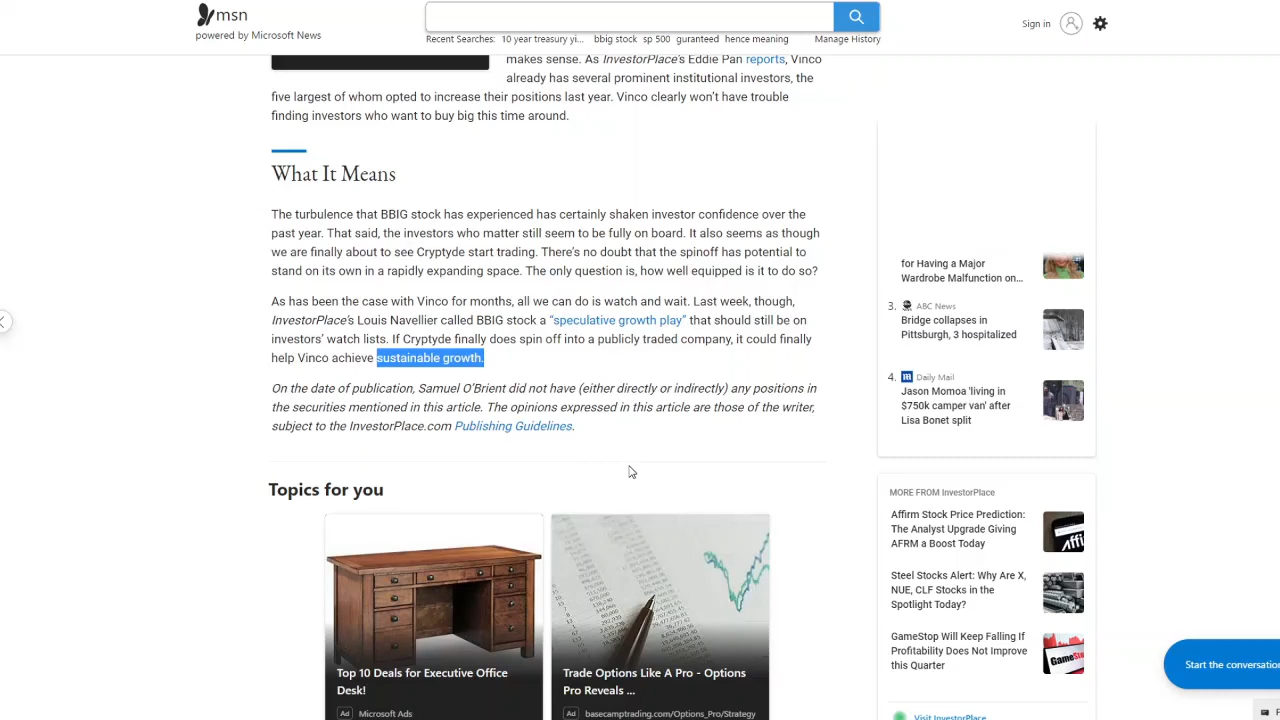 msn
powered by Microsoft News
Recent Searches: 10 year treasury yi... bbig stock sp 500 guranteed hence meaning Manage History
Sign in
makes sense. As InvestorPlace's Eddie Pan reports, Vinco
already has several prominent institutional investors, the
five largest of whom opted to increase their positions last year. Vinco clearly won't have trouble
finding investors who want to buy big this time around.
What It Means
The turbulence that BBIG stock has experienced has certainly shaken investor confidence over the
past year. That said, the investors who matter still seem to be fully on board. It also seems as though
we are finally about to see Cryptyde start trading. There's no doubt that the spinoff has potential to
stand on its own in a rapidly expanding space. The only question is, how well equipped is it to do so?
As has been the case with Vinco for months, all we can do is watch and wait. Last week, though,
InvestorPlace's Louis Navellier called BBIG stock a “speculative growth play” that should still be on
investors' watch lists. If Cryptyde finally does spin off into a publicly traded company, it could finally
help Vinco achieve sustainable growth.
On the date of publication, Samuel O'Brient did not have (either directly or indirectly) any positions in
the securities mentioned in this article. The opinions expressed in this article are those of the writer,
subject to the InvestorPlace.com Publishing Guidelines.
Topics for you
Top 10 Deals for Executive Office
Desk!
Ad Microsoft Ads
Trade Options Like A Pro - Options
Pro Reveals ...
Ad basecamptrading.com/Options_Pro/Strategy
for Having a Major
Wardrobe Malfunction on...
3. ABC News
Bridge collapses in
Pittsburgh, 3 hospitalized
4. Daily Mail
Jason Momoa 'living in
$750k camper van' after
Lisa Bonet split
MORE FROM InvestorPlace
Affirm Stock Price Prediction:
The Analyst Upgrade Giving
AFRM a Boost Today
Affi
Steel Stocks Alert: Why Are X,
NUE, CLF Stocks in the
Spotlight Today?
GameStop Will Keep Falling If
Profitability Does Not Improve
this Quarter
Visit InvestorPlace
Start the conversation